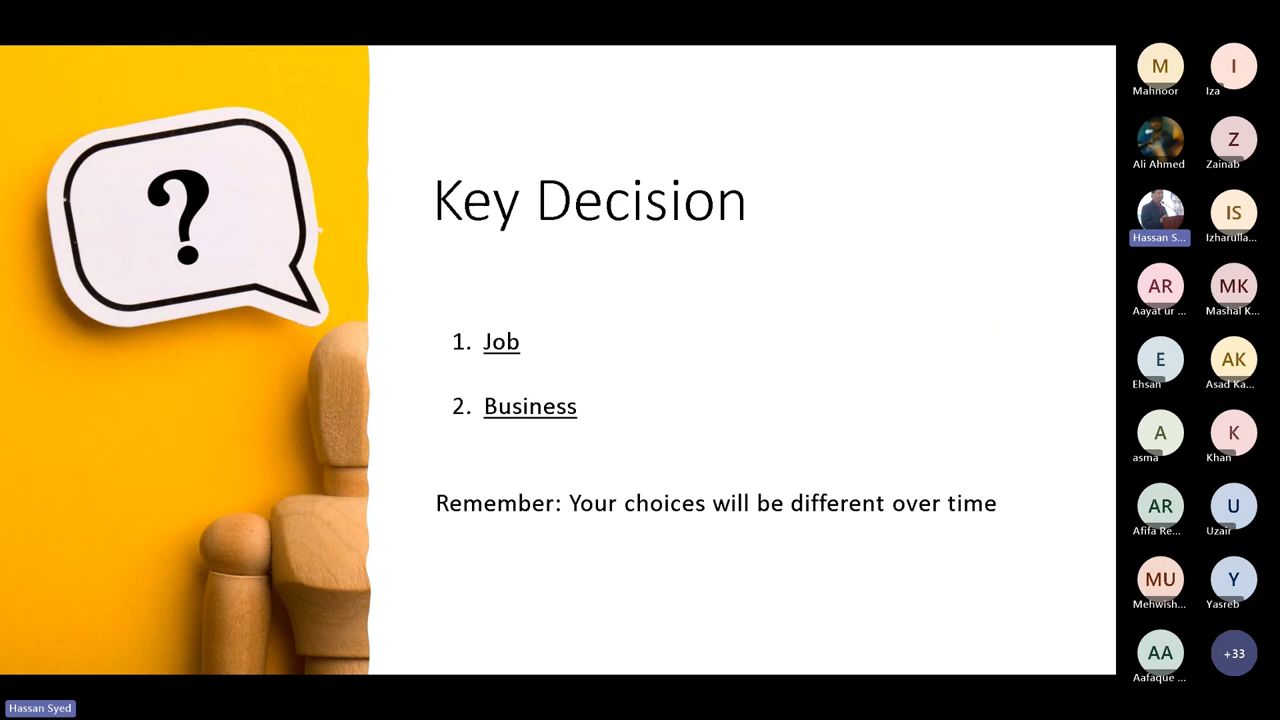 ?
Key Decision
1. Job
2. Business
Remember: Your choices will be different over time
M
Mahnoor
I
Iza
Ali Ahmed
Z
Zainab
Hassan S...
IS
Izharulla...
AR
Aayat ur ...
MK
Mashal K...
E
Ehsan
AK
Asad Ka...
A
asma
K
Khan
AR
Afifa Re...
U
Uzair
MU
Mehwish...
Y
Yasreb
AA
Aafaque ...
+33
Hassan Syed